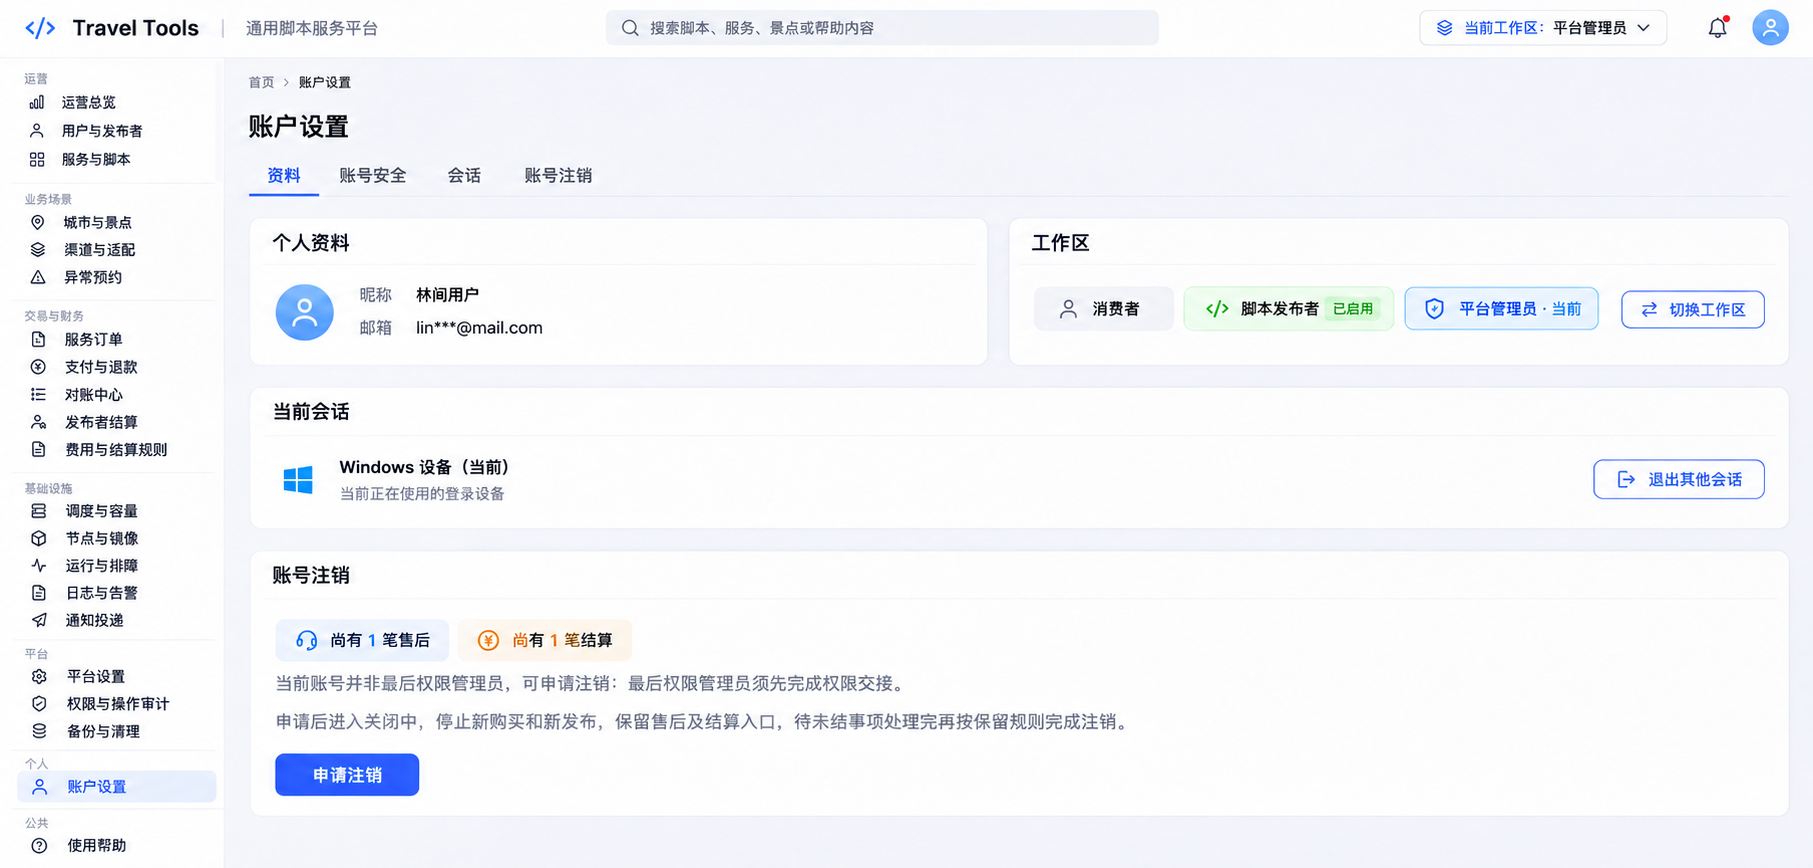 Travel Tools | 通用脚本服务平台
搜索脚本、服务、景点或帮助内容
当前工作区：平台管理员
运营
运营总览
用户与发布者
服务与脚本
业务场景
城市与景点
渠道与适配
异常预约
交易与财务
服务订单
支付与退款
对账中心
发布者结算
费用与结算规则
基础设施
调度与容量
节点与镜像
运行与排障
日志与告警
通知投递
平台
平台设置
权限与操作审计
备份与清理
个人
账户设置
公共
使用帮助
首页 › 账户设置
账户设置
资料 账号安全 会话 账号注销
个人资料
昵称 林间用户
邮箱 lin***@mail.com
工作区
消费者 脚本发布者 已启用 平台管理员 · 当前 切换工作区
当前会话
Windows 设备（当前）
当前正在使用的登录设备
退出其他会话
账号注销
尚有 1 笔售后 尚有 1 笔结算
当前账号并非最后权限管理员，可申请注销：最后权限管理员须先完成权限交接。
申请后进入关闭中，停止新购买和新发布，保留售后及结算入口，待未结事项处理完再按保留规则完成注销。
申请注销